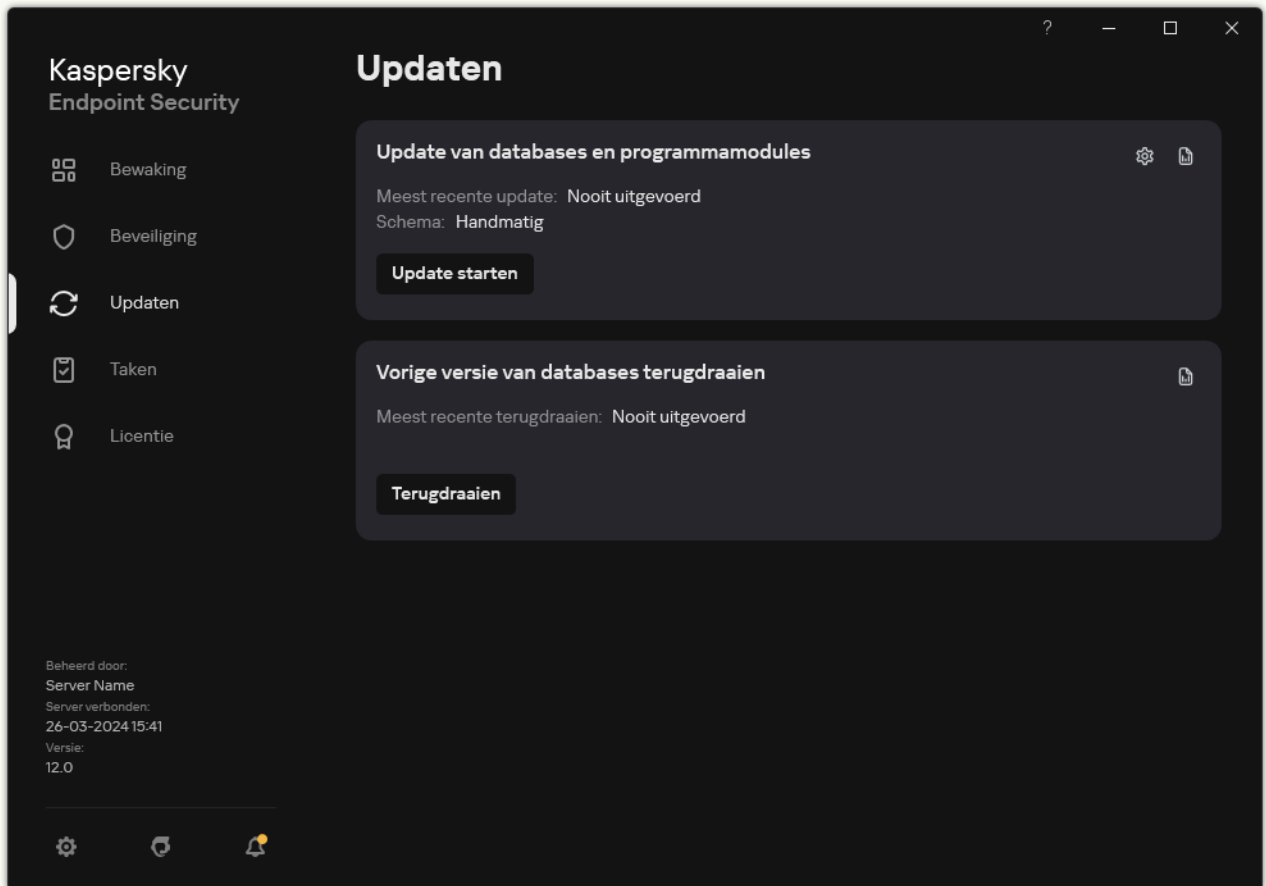 ?
Kaspersky
Endpoint Security
Bewaking
Beveiliging
Updaten
Taken
Licentie
Beheerd door:
Server Name
Server verbonden:
26-03-2024 15:41
Versie:
12.0
Updaten
Update van databases en programmamodules
Meest recente update: Nooit uitgevoerd
Schema: Handmatig
Update starten
Vorige versie van databases terugdraaien
Meest recente terugdraaien: Nooit uitgevoerd
Terugdraaien